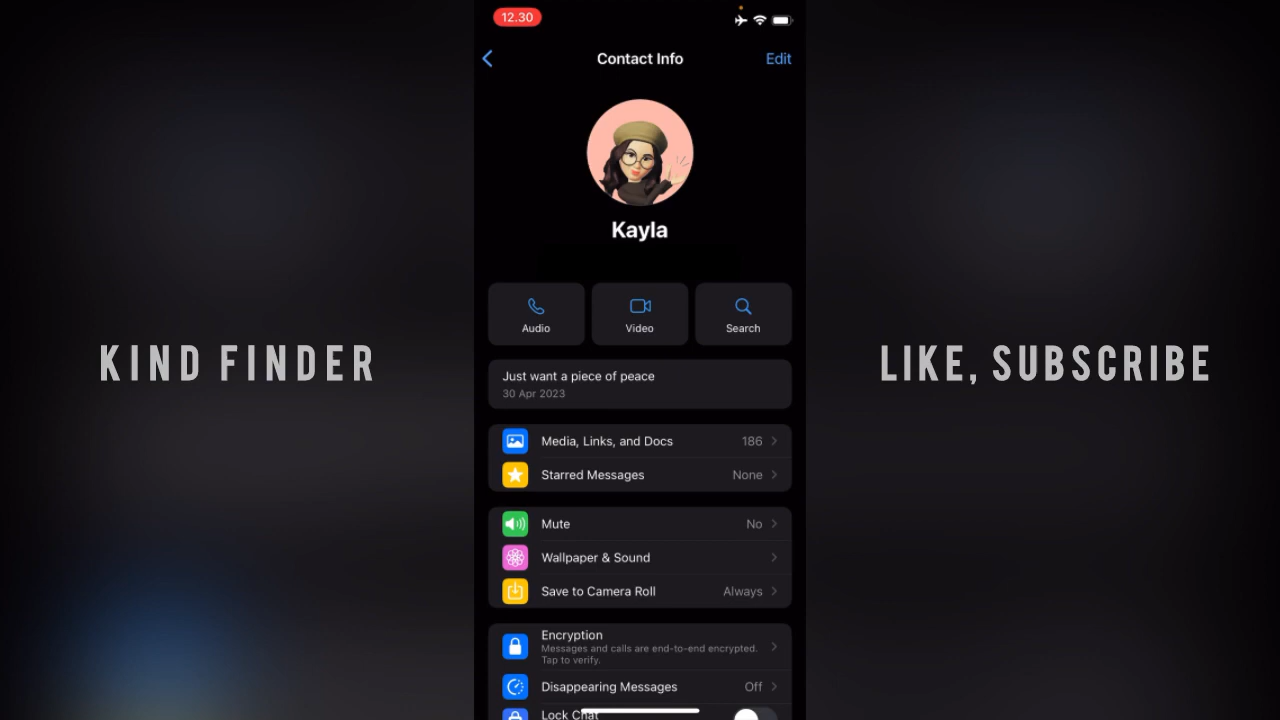 12.30
Contact Info
Edit
Kayla
Audio
Video
Search
KIND FINDER
LIKE, SUBSCRIBE
Just want a piece of peace
30 Apr 2023
Media, Links, and Docs 186
Starred Messages None
Mute No
Wallpaper & Sound
Save to Camera Roll Always
Encryption
Messages and calls are end-to-end encrypted.
Tap to verify.
Disappearing Messages Off
Lock Chat